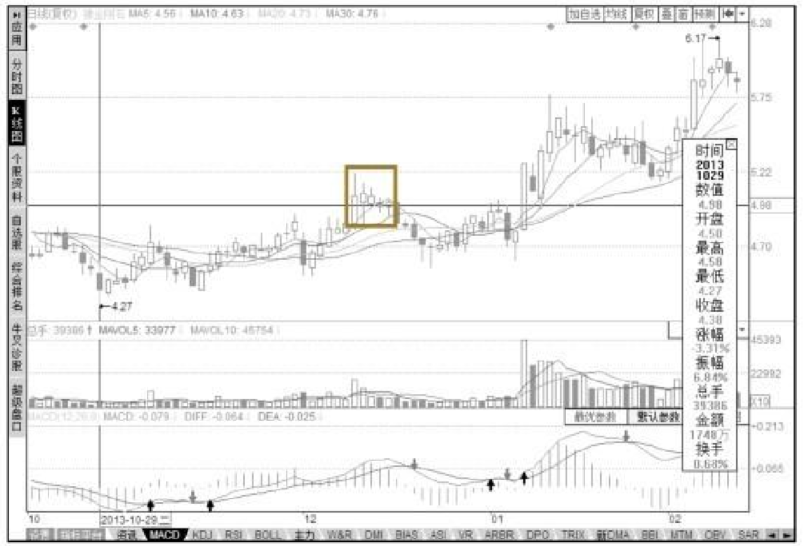 应用
分时图
K线图
个股资料
自选股
综合排名
牛叉诊股
超级盘口
日线(复权) MA5: 4.56 MA10: 4.63 MA20: 4.73 MA30: 4.76
加自选 均线 复权 叠 窗 预测
6.28
6.17
5.75
5.22
4.98
4.70
4.27
时间
2013
1029
数值
4.98
开盘
4.50
最高
4.58
最低
4.27
收盘
4.38
涨幅
-3.31%
振幅
6.84%
总手
39386
金额
1748万
换手
0.68%
总手: 39386 MAVOL5: 33977 MAVOL10: 45754
45393
22992
X10
MACD(12,26,9) MACD: -0.079 DIFF: -0.064 DEA: -0.025
最优参数 默认参数
+0.213
+0.066
10 2013-10-29,二 12 01 02
资讯 MACD KDJ RSI BOLL 主力 W&R DMI BIAS ASI VR ARBR DPO TRIX 新DMA BBI MTM OBV SAR